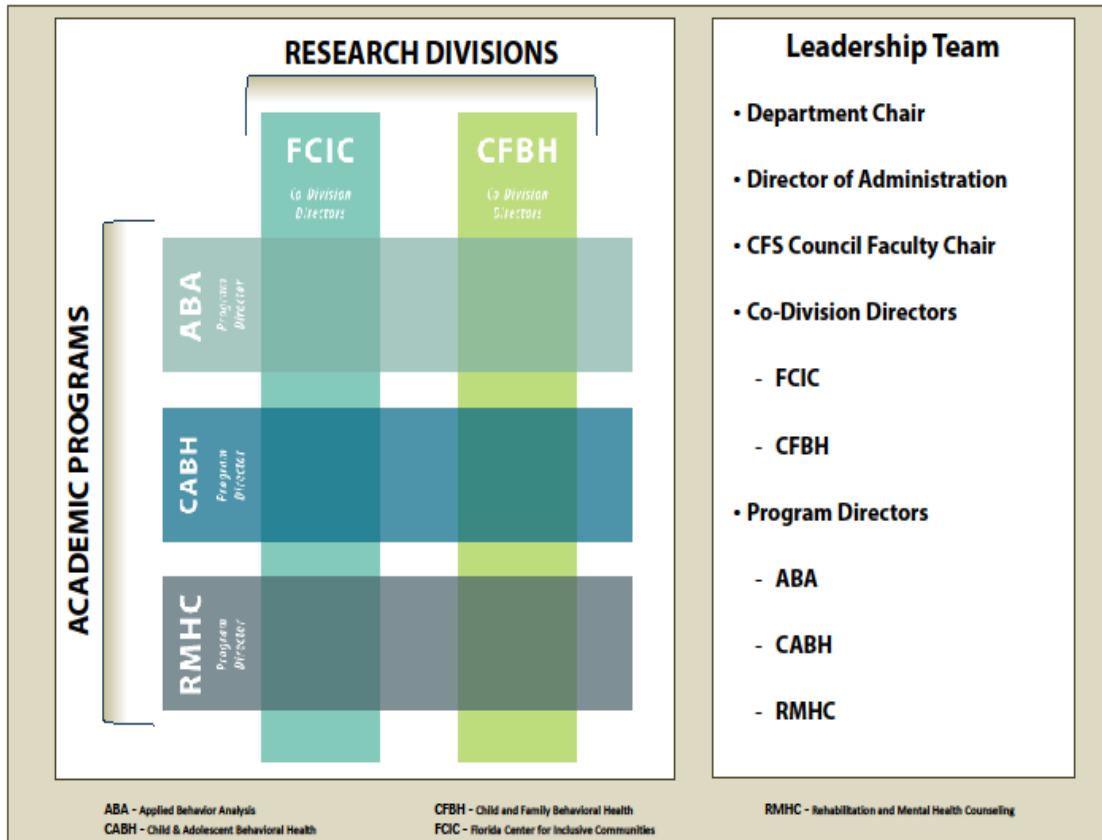 RESEARCH DIVISIONS
FCIC
Co Division
Directors
CFBH
Co Division
Directors
ACADEMIC PROGRAMS
ABA
Program
Director
CABH
Program
Director
RMHC
Program
Director
Leadership Team
• Department Chair
• Director of Administration
• CFS Council Faculty Chair
• Co-Division Directors
- FCIC
- CFBH
• Program Directors
- ABA
- CABH
- RMHC
ABA - Applied Behavior Analysis
CABH - Child & Adolescent Behavioral Health
CFBH - Child and Family Behavioral Health
FCIC - Florida Center for Inclusive Communities
RMHC - Rehabilitation and Mental Health Counseling